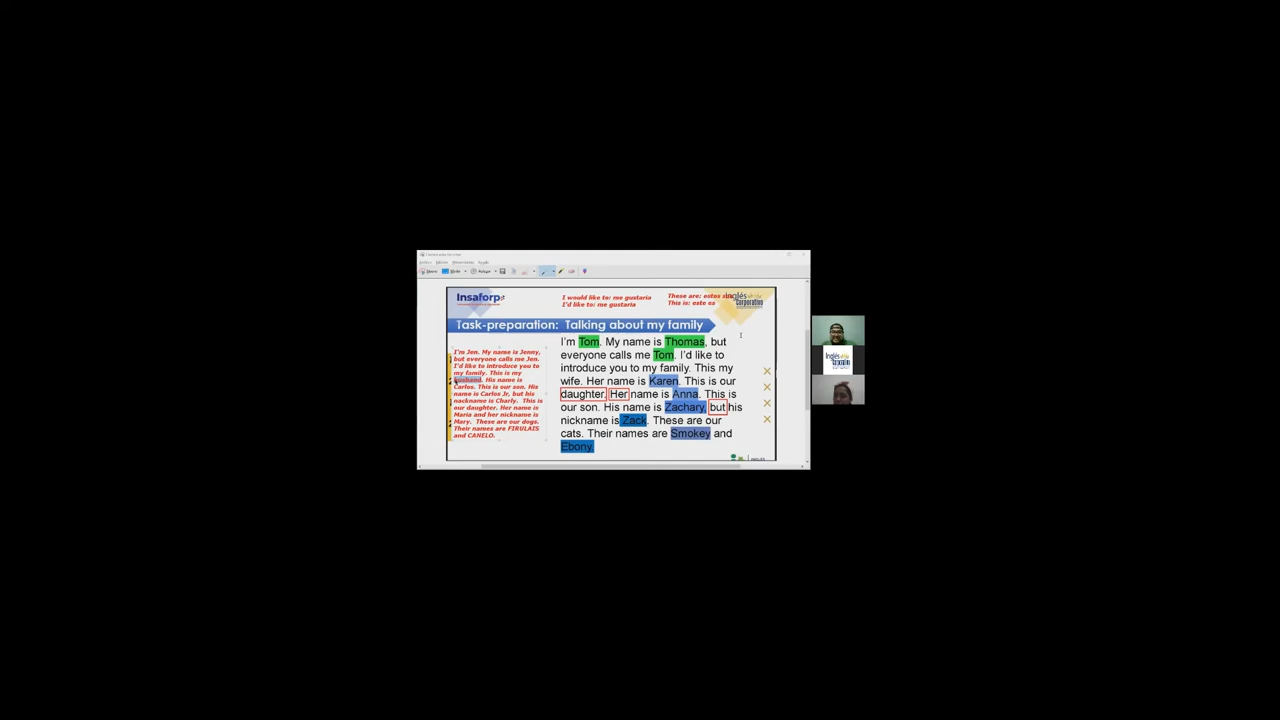 Insaforp
I would like to: me gustaria
I'd like to: me gustaria
These are: estos
This is: este es
Inglés
Corporativo
Task-preparation: Talking about my family
I'm Jen. My name is Jenny,
but everyone calls me Jen.
I'd like to introduce you to
my family. This is my
husband. His name is
Carlos. This is our son. His
name is Carlos Jr, but his
nackname is Charly. This is
our daughter. Her name is
Maria and her nickname is
Mary. These are our dogs.
Their names are FIRULAIS
and CANELO.
I'm Tom. My name is Thomas, but
everyone calls me Tom. I'd like to
introduce you to my family. This my
wife. Her name is Karen. This is our
daughter. Her name is Anna. This is
our son. His name is Zachary, but his
nickname is Zack. These are our
cats. Their names are Smokey and
Ebony.
Inglés